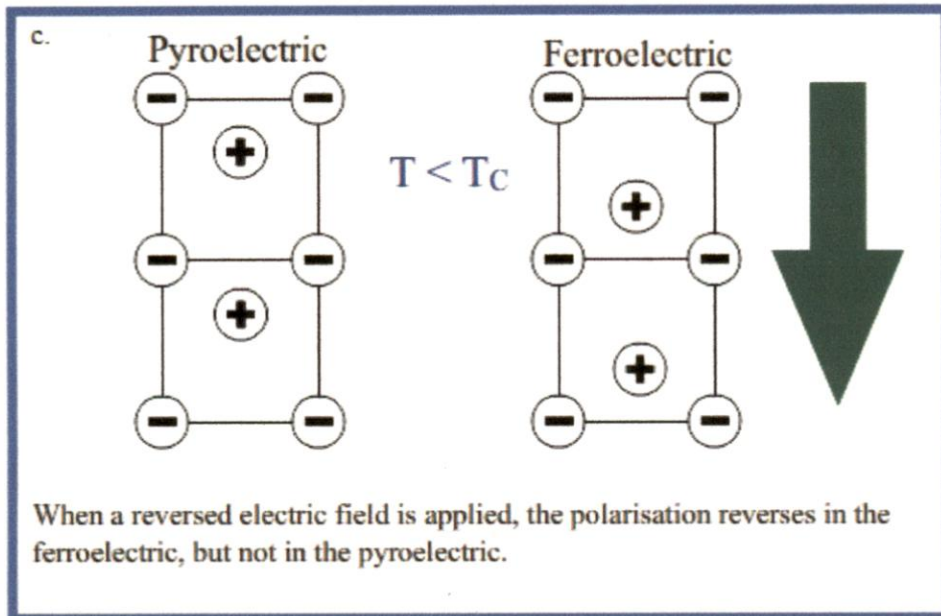 c.
Pyroelectric
Ferroelectric
T < TC
When a reversed electric field is applied, the polarisation reverses in the
ferroelectric, but not in the pyroelectric.